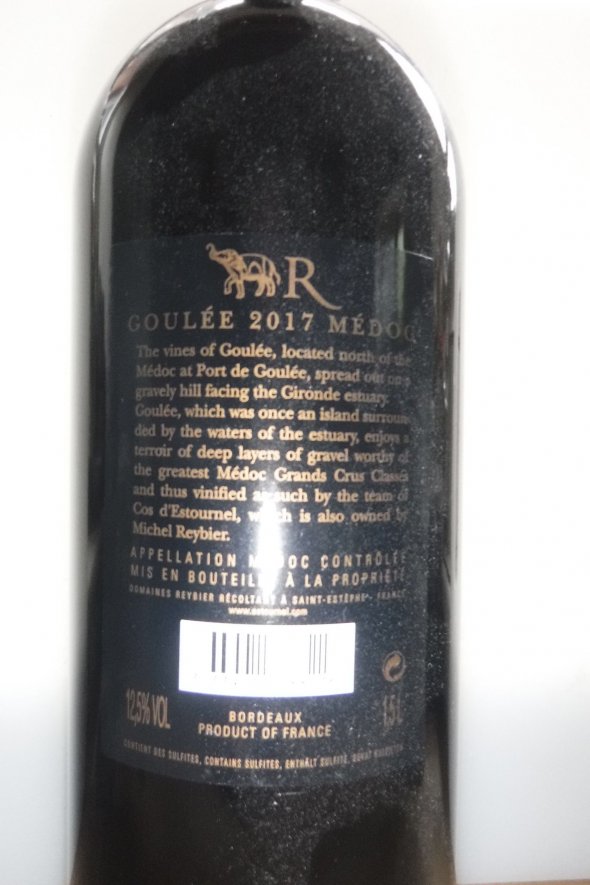 R
GOULÉE 2017 MÉDOC
The vines of Goulée, located north of the
Médoc at Port de Goulée, spread out on a
gravely hill facing the Gironde estuary.
Goulée, which was once an island surroun-
ded by the waters of the estuary, enjoys a
terroir of deep layers of gravel worthy of
the greatest Médoc Grands Crus Classés
and thus vinified as such by the team of
Cos d'Estournel, which is also owned by
Michel Reybier.
APPELLATION MÉDOC CONTRÔLÉE
MIS EN BOUTEILLE À LA PROPRIÉTÉ
DOMAINES REYBIER RÉCOLTANT À SAINT-ESTÈPHE - FRANCE
www.estournel.com
12,5% VOL
1,5 L
BORDEAUX
PRODUCT OF FRANCE
CONTIENT DES SULFITES, CONTAINS SULFITES, ENTHÄLT SULFITE,